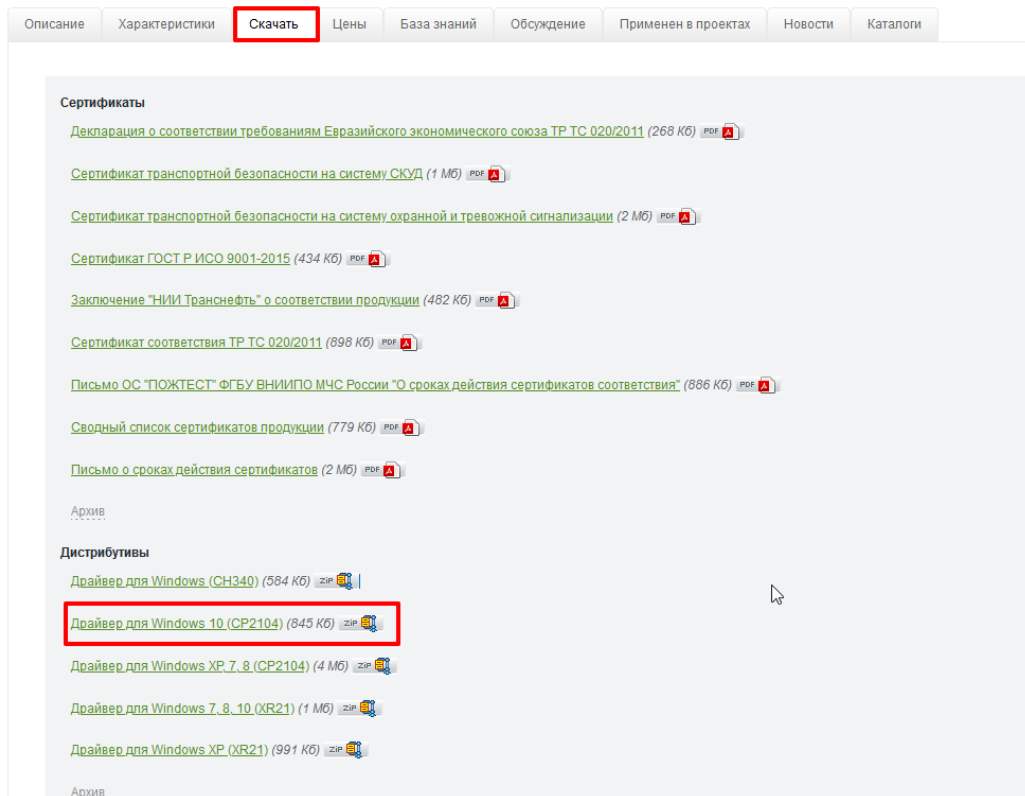 Описание Характеристики Скачать Цены База знаний Обсуждение Применен в проектах Новости Каталоги
Сертификаты
Декларация о соответствии требованиям Евразийского экономического союза ТР ТС 020/2011 (268 Кб) PDF
Сертификат транспортной безопасности на систему СКУД (1 Мб) PDF
Сертификат транспортной безопасности на систему охранной и тревожной сигнализации (2 Мб) PDF
Сертификат ГОСТ Р ИСО 9001-2015 (434 Кб) PDF
Заключение "НИИ Транснефть" о соответствии продукции (482 Кб) PDF
Сертификат соответствия ТР ТС 020/2011 (898 Кб) PDF
Письмо ОС "ПОЖТЕСТ" ФГБУ ВНИИПО МЧС России "О сроках действия сертификатов соответствия" (886 Кб) PDF
Сводный список сертификатов продукции (779 Кб) PDF
Письмо о сроках действия сертификатов (2 Мб) PDF
Архив
Дистрибутивы
Драйвер для Windows (CH340) (584 Кб) ZIP
Драйвер для Windows 10 (CP2104) (845 Кб) ZIP
Драйвер для Windows XP, 7, 8 (CP2104) (4 Мб) ZIP
Драйвер для Windows 7, 8, 10 (XR21) (1 Мб) ZIP
Драйвер для Windows XP (XR21) (991 Кб) ZIP
Архив